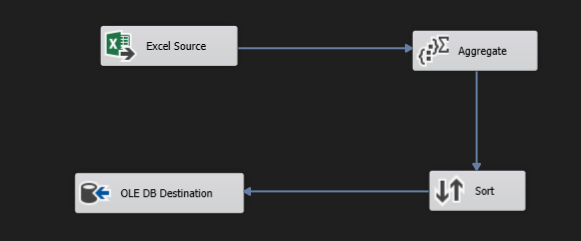 Excel Source
Aggregate
Sort
OLE DB Destination